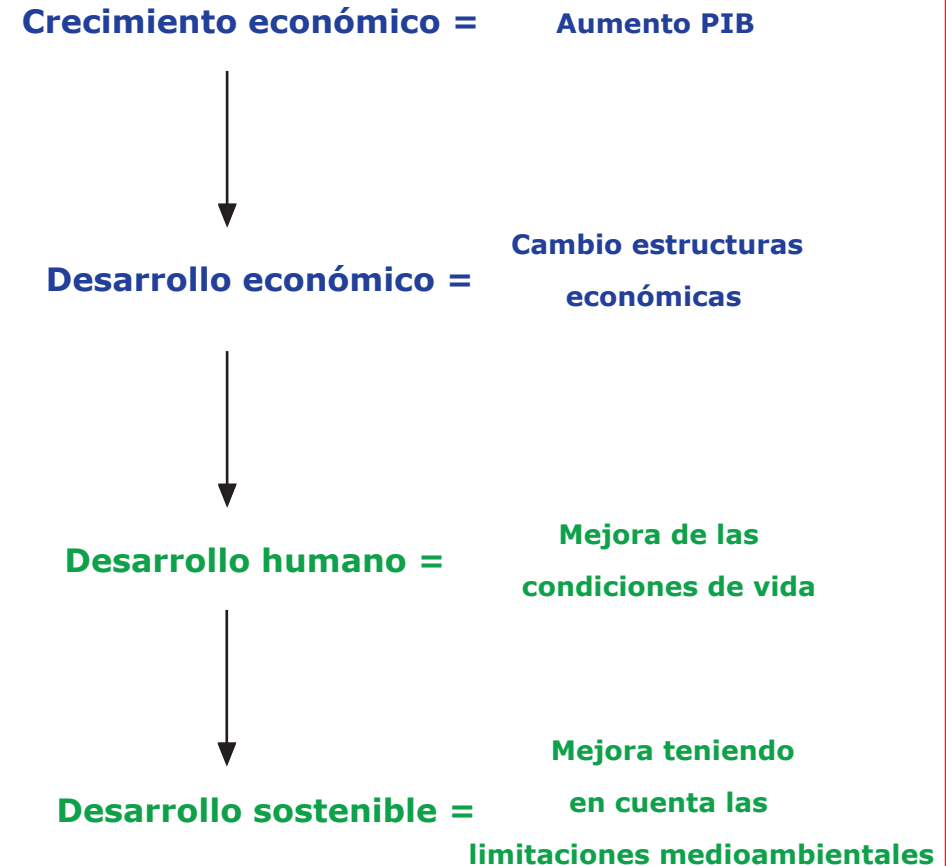 Crecimiento económico = Aumento PIB
Desarrollo económico = Cambio estructuras
económicas
Desarrollo humano = Mejora de las
condiciones de vida
Desarrollo sostenible = Mejora teniendo
en cuenta las
limitaciones medioambientales